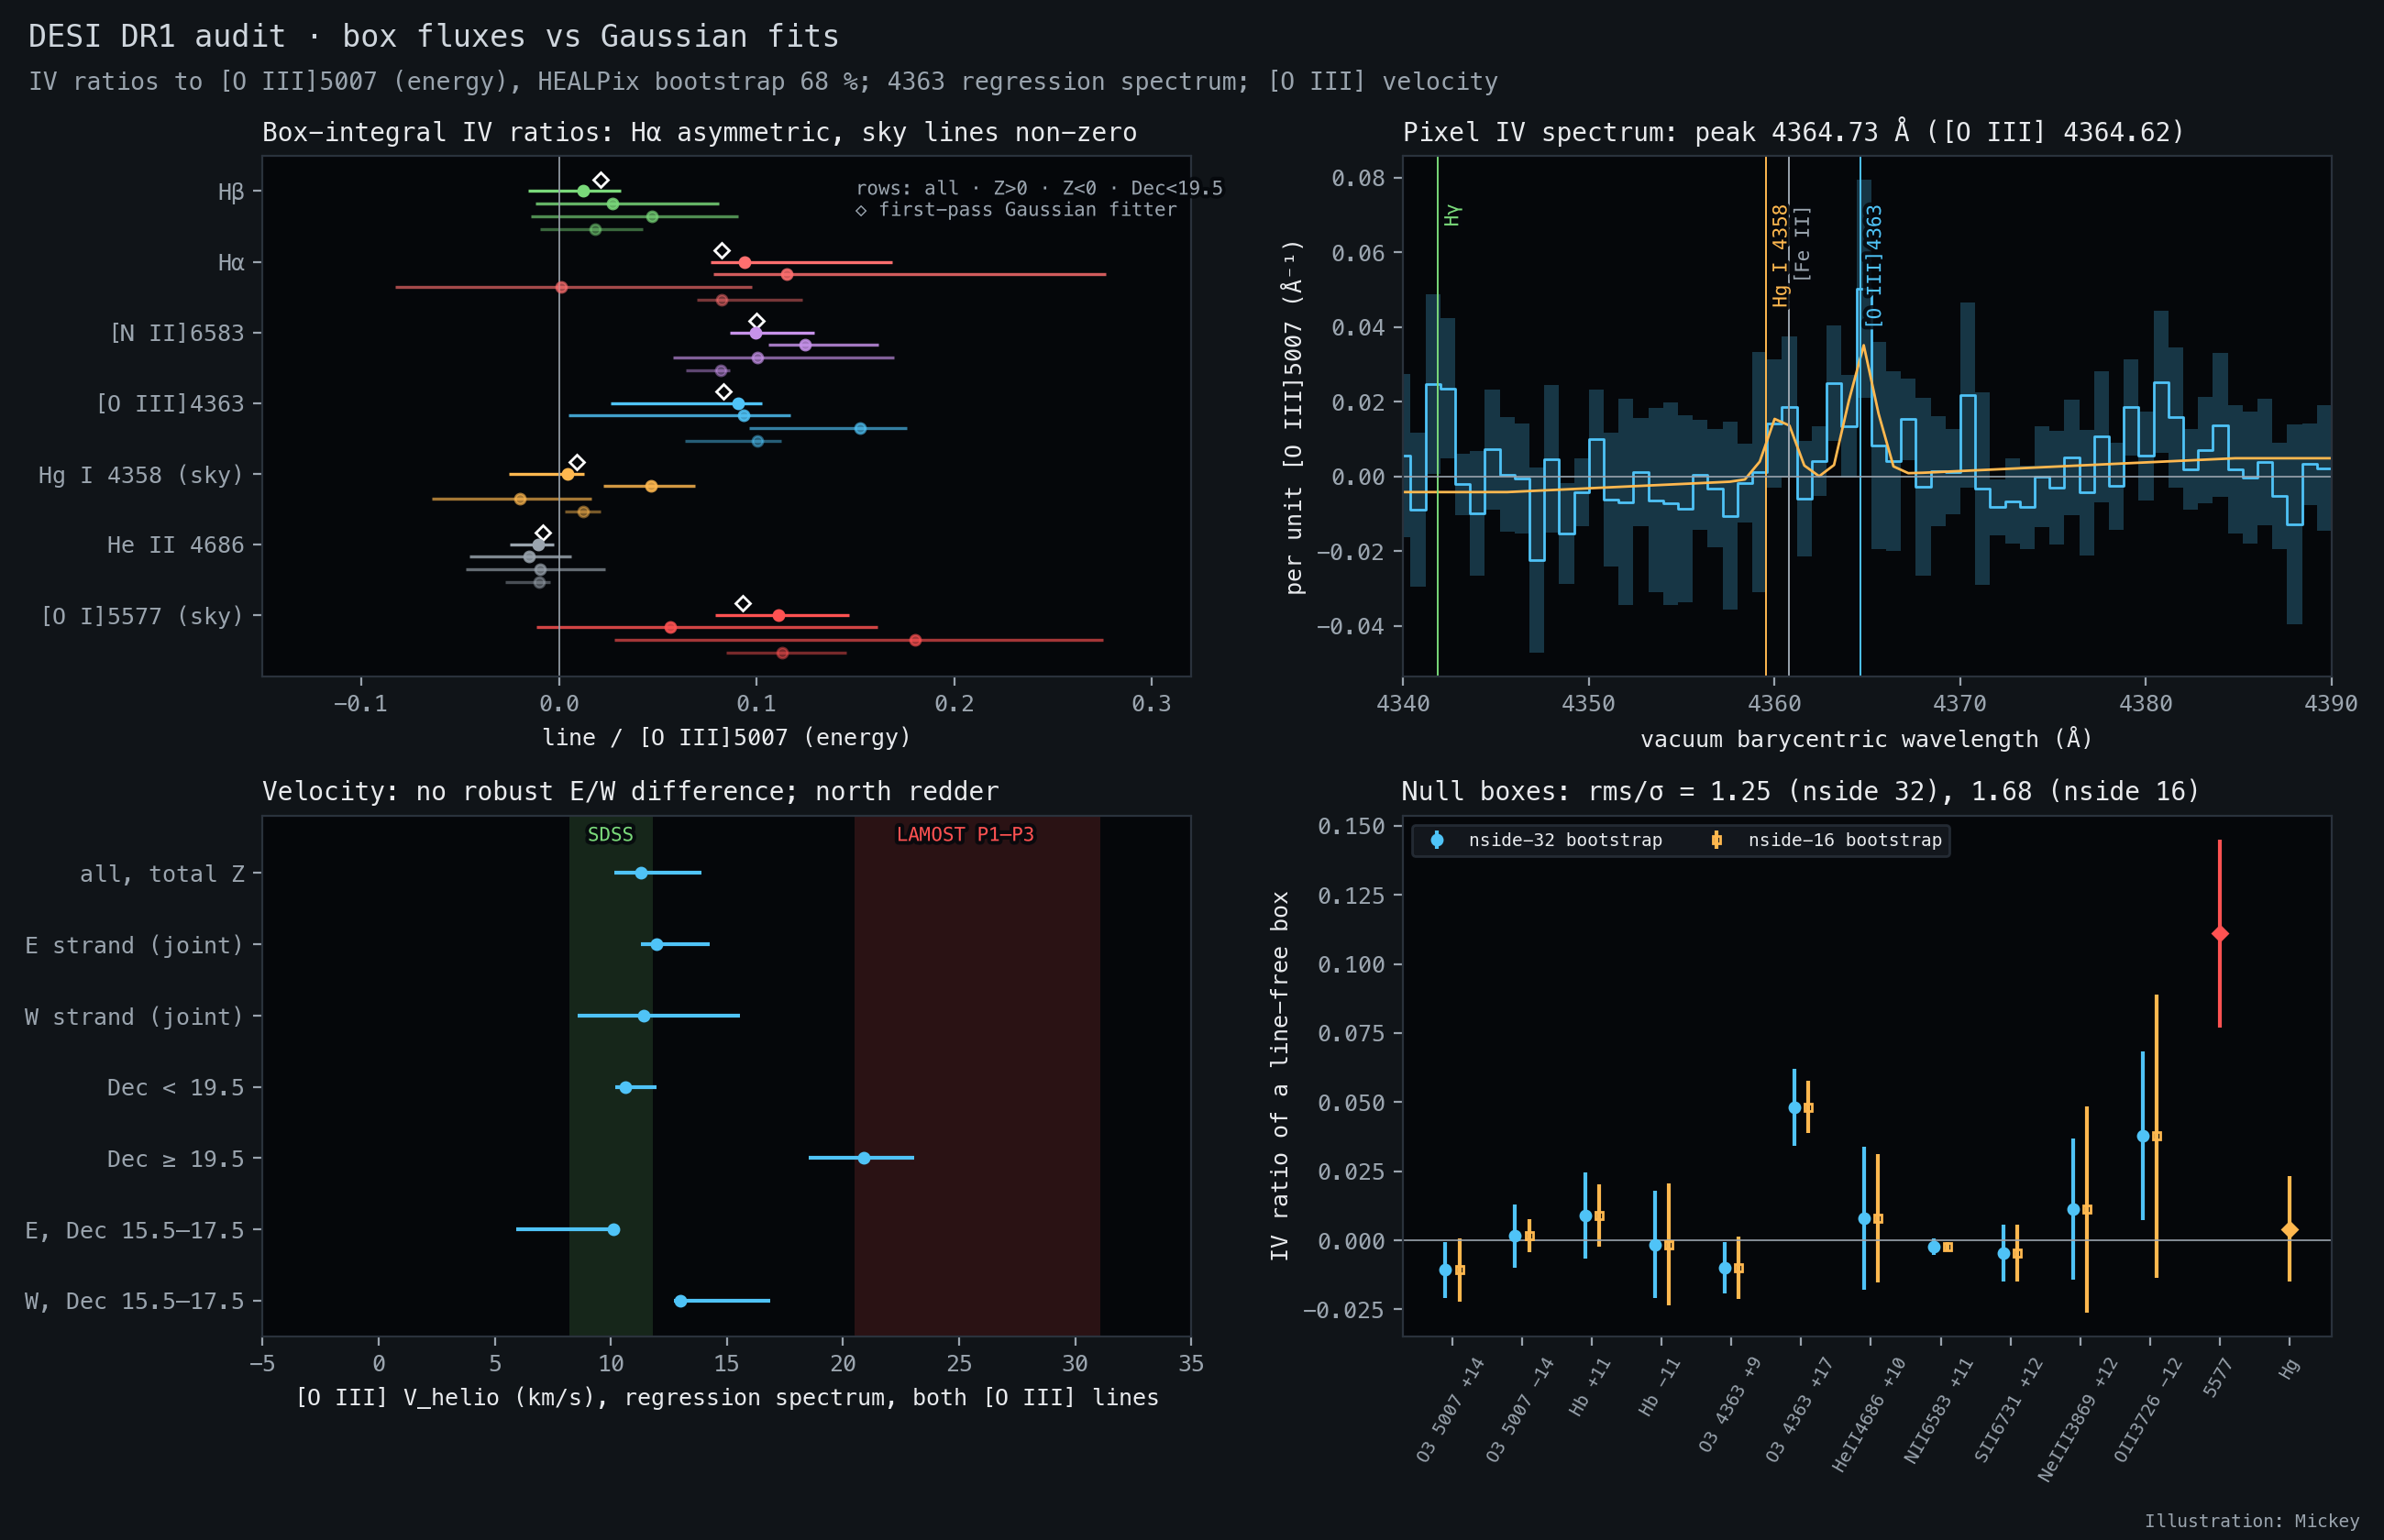 DESI DR1 audit · box fluxes vs Gaussian fits
IV ratios to [O III]5007 (energy), HEALPix bootstrap 68 %; 4363 regression spectrum; [O III] velocity
Box−integral IV ratios: Hα asymmetric, sky lines non−zero
rows: all · Z>0 · Z<0 · Dec<19.5
◇ first−pass Gaussian fitter
Hβ
Hα
[N II]6583
[O III]4363
Hg I 4358 (sky)
He II 4686
[O I]5577 (sky)
−0.1
0.0
0.1
0.2
0.3
line / [O III]5007 (energy)
Pixel IV spectrum: peak 4364.73 Å ([O III] 4364.62)
per unit [O III]5007 (Å⁻¹)
0.08
0.06
0.04
0.02
0.00
−0.02
−0.04
Hγ
Hg I 4358
[Fe II]
[O III]4363
4340
4350
4360
4370
4380
4390
vacuum barycentric wavelength (Å)
Velocity: no robust E/W difference; north redder
SDSS
LAMOST P1–P3
all, total Z
E strand (joint)
W strand (joint)
Dec < 19.5
Dec ≥ 19.5
E, Dec 15.5–17.5
W, Dec 15.5–17.5
−5
0
5
10
15
20
25
30
35
[O III] V_helio (km/s), regression spectrum, both [O III] lines
Null boxes: rms/σ = 1.25 (nside 32), 1.68 (nside 16)
nside−32 bootstrap
nside−16 bootstrap
IV ratio of a line−free box
0.150
0.125
0.100
0.075
0.050
0.025
0.000
−0.025
O3 5007 +14
O3 5007 −14
Hb +11
Hb −11
O3 4363 +9
O3 4363 +17
HeII4686 +10
NII6583 +11
SII6731 +12
NeIII3869 +12
OII3726 −12
5577
Hg
Illustration: Mickey